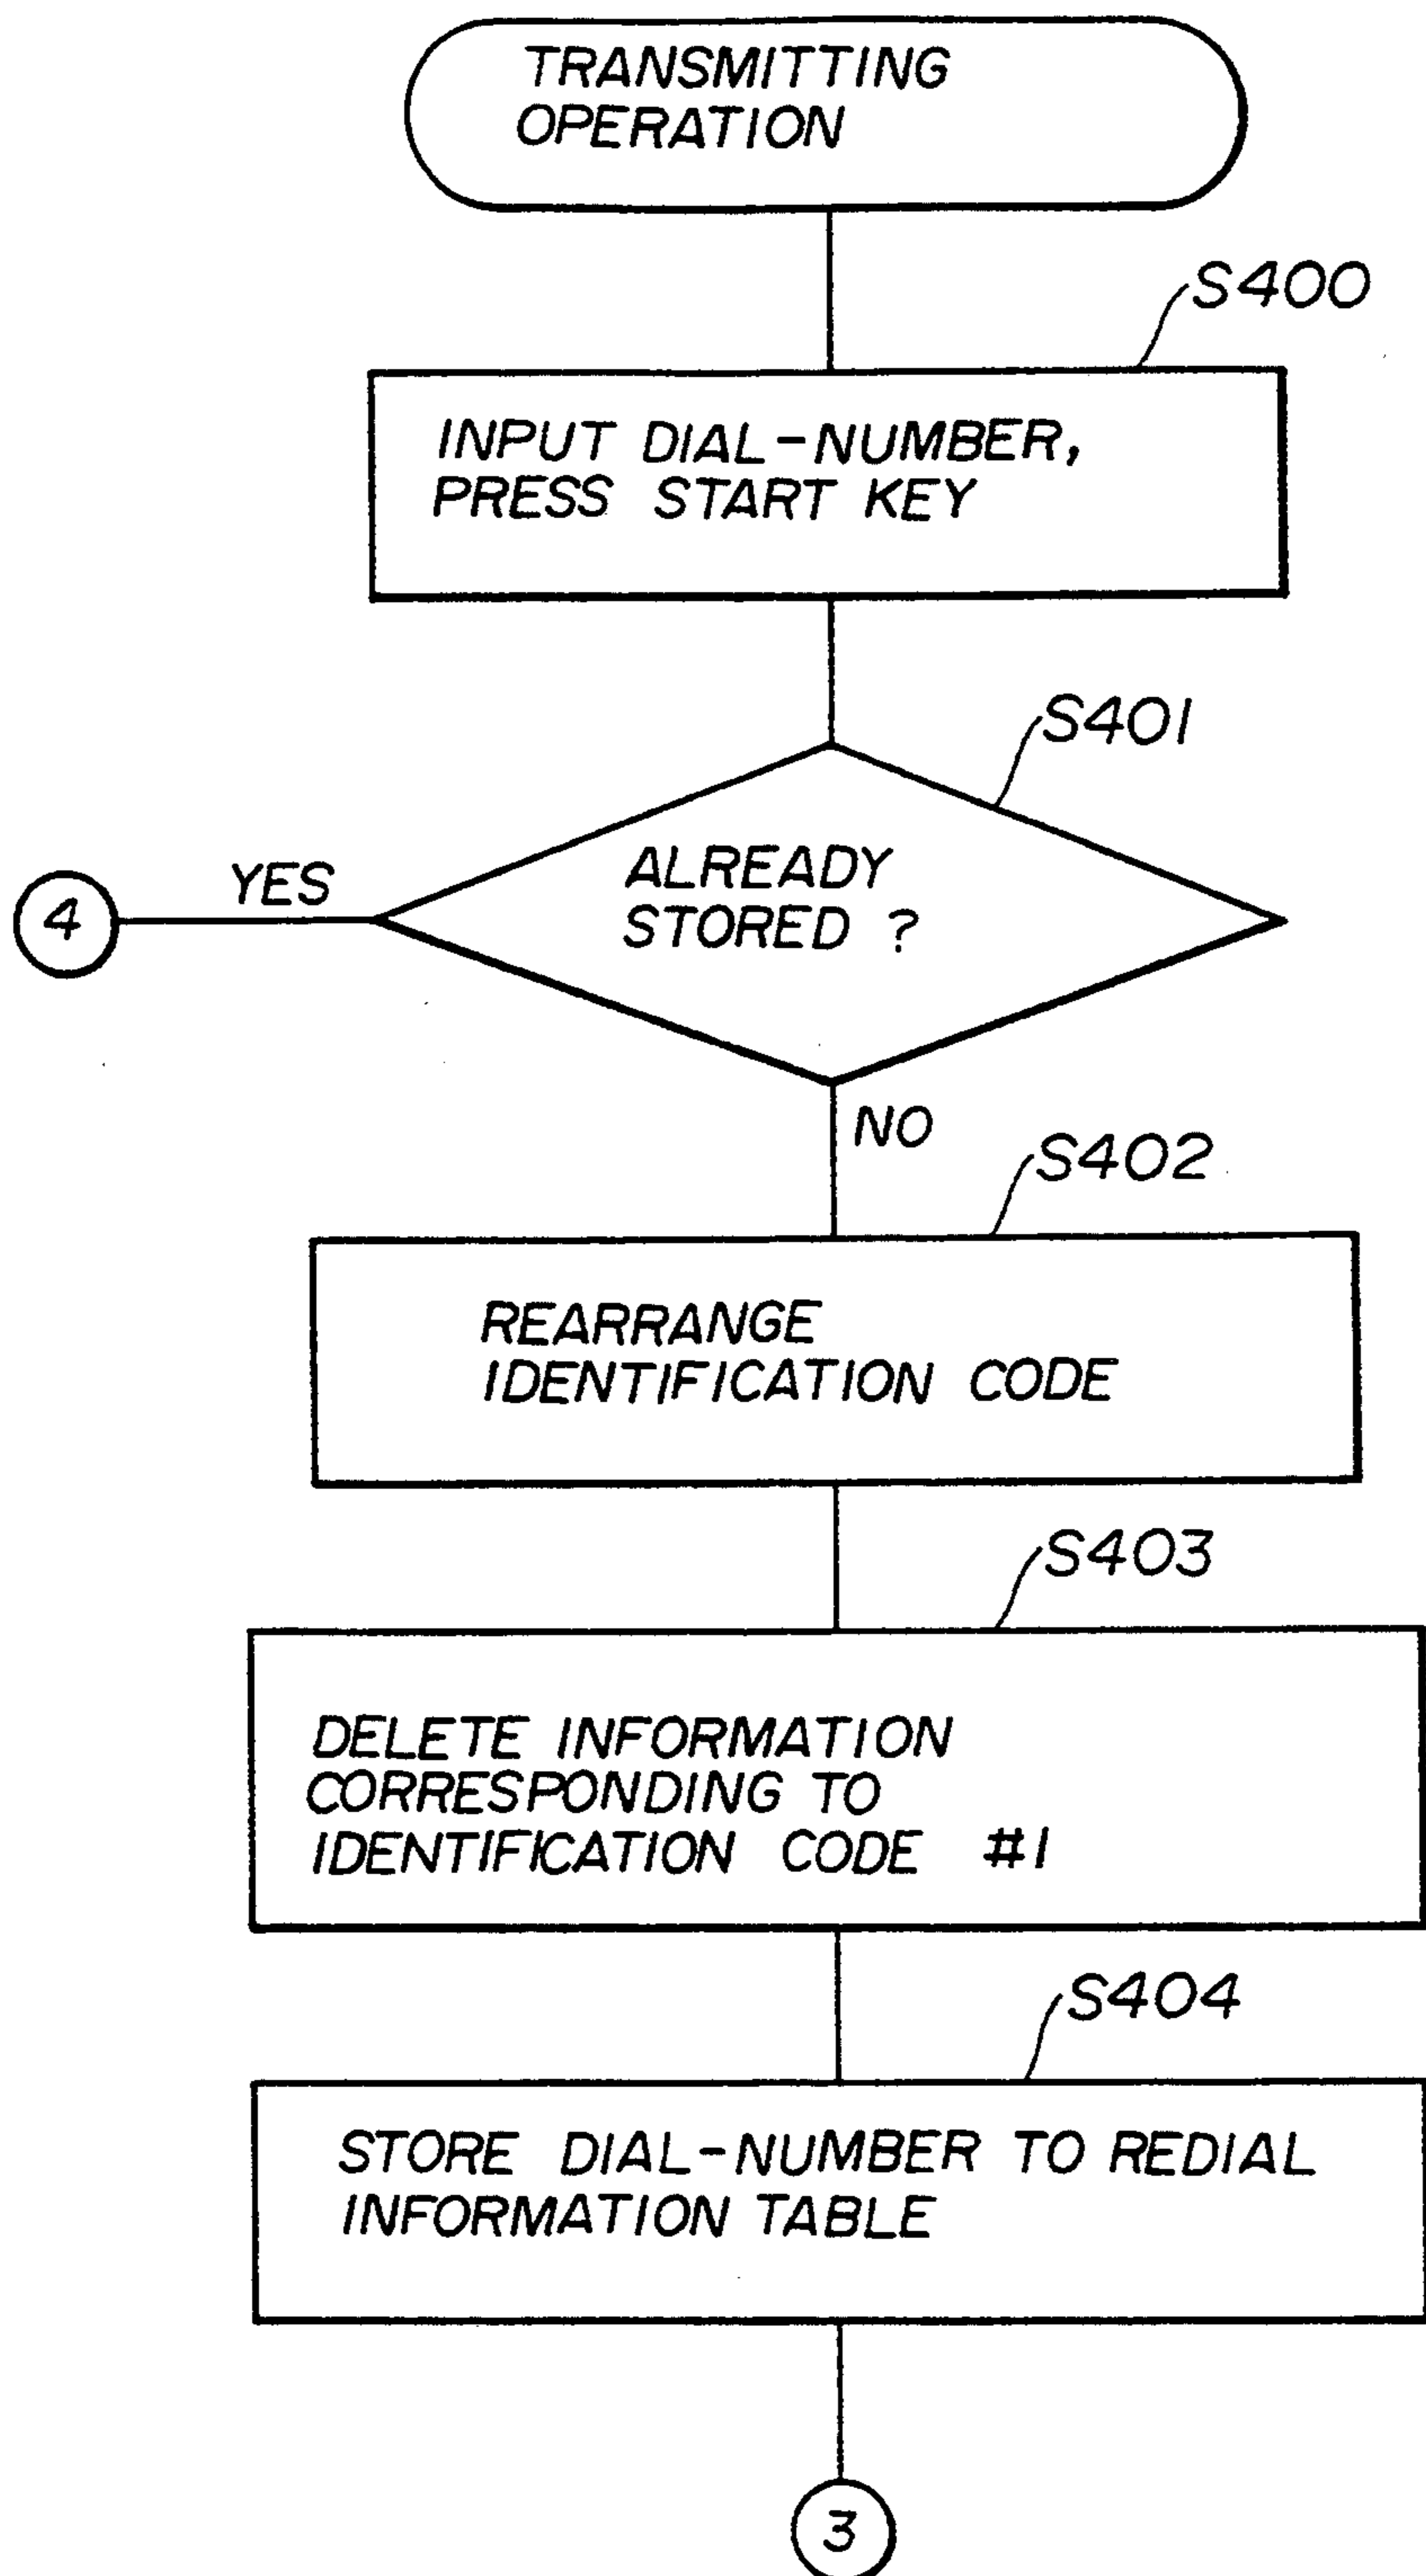 TRANSMITTING
OPERATION
S400
INPUT DIAL-NUMBER,
PRESS START KEY
S401
ALREADY
STORED ?
YES
4
NO
S402
REARRANGE
IDENTIFICATION CODE
S403
DELETE INFORMATION
CORRESPONDING TO
IDENTIFICATION CODE #1
S404
STORE DIAL-NUMBER TO REDIAL
INFORMATION TABLE
3